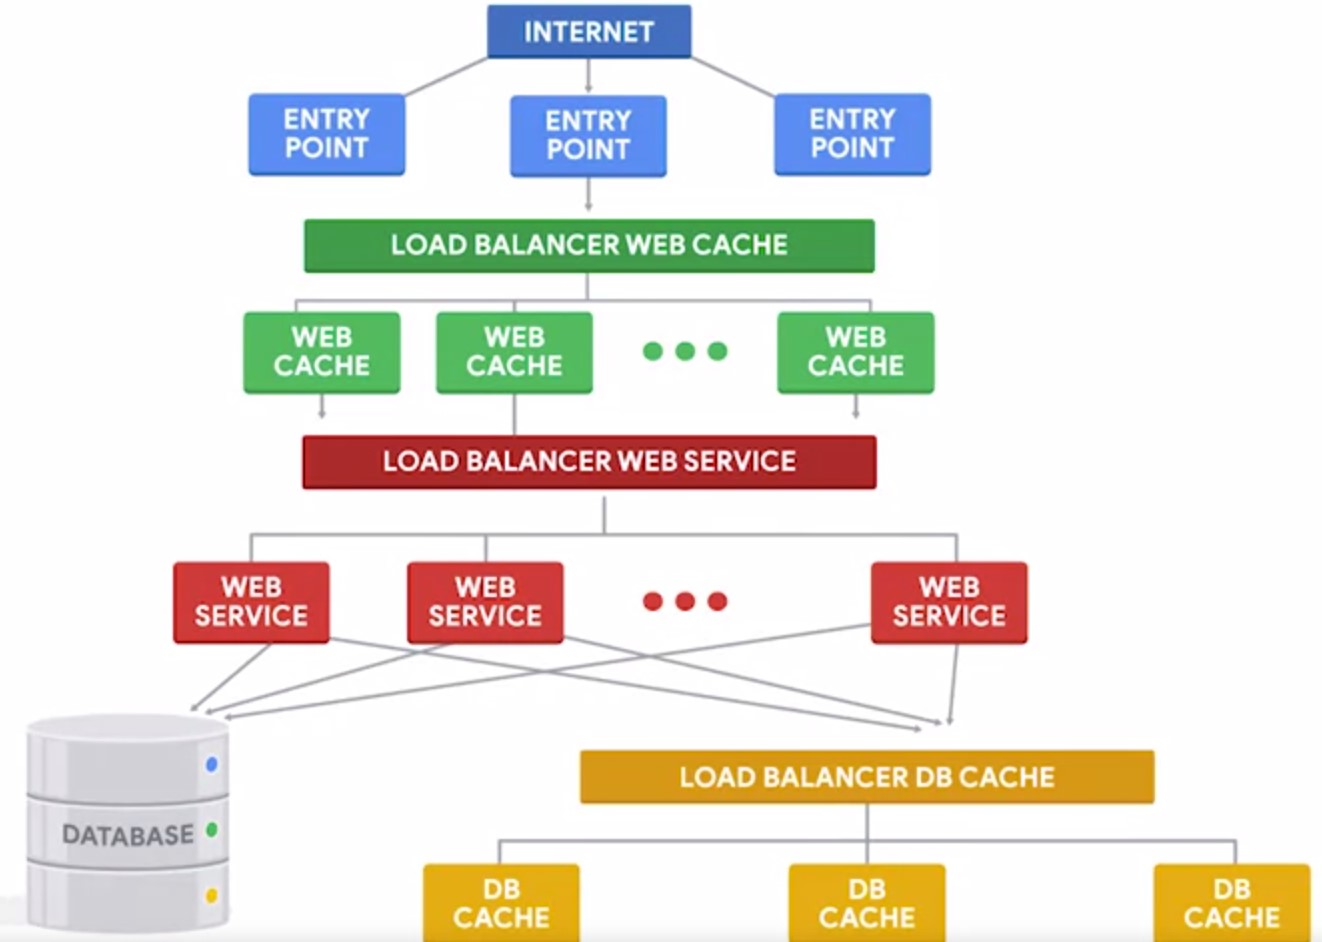 INTERNET
ENTRY
POINT
ENTRY
POINT
ENTRY
POINT
LOAD BALANCER WEB CACHE
WEB
CACHE
WEB
CACHE
WEB
CACHE
LOAD BALANCER WEB SERVICE
WEB
SERVICE
WEB
SERVICE
WEB
SERVICE
DATABASE
LOAD BALANCER DB CACHE
DB
CACHE
DB
CACHE
DB
CACHE